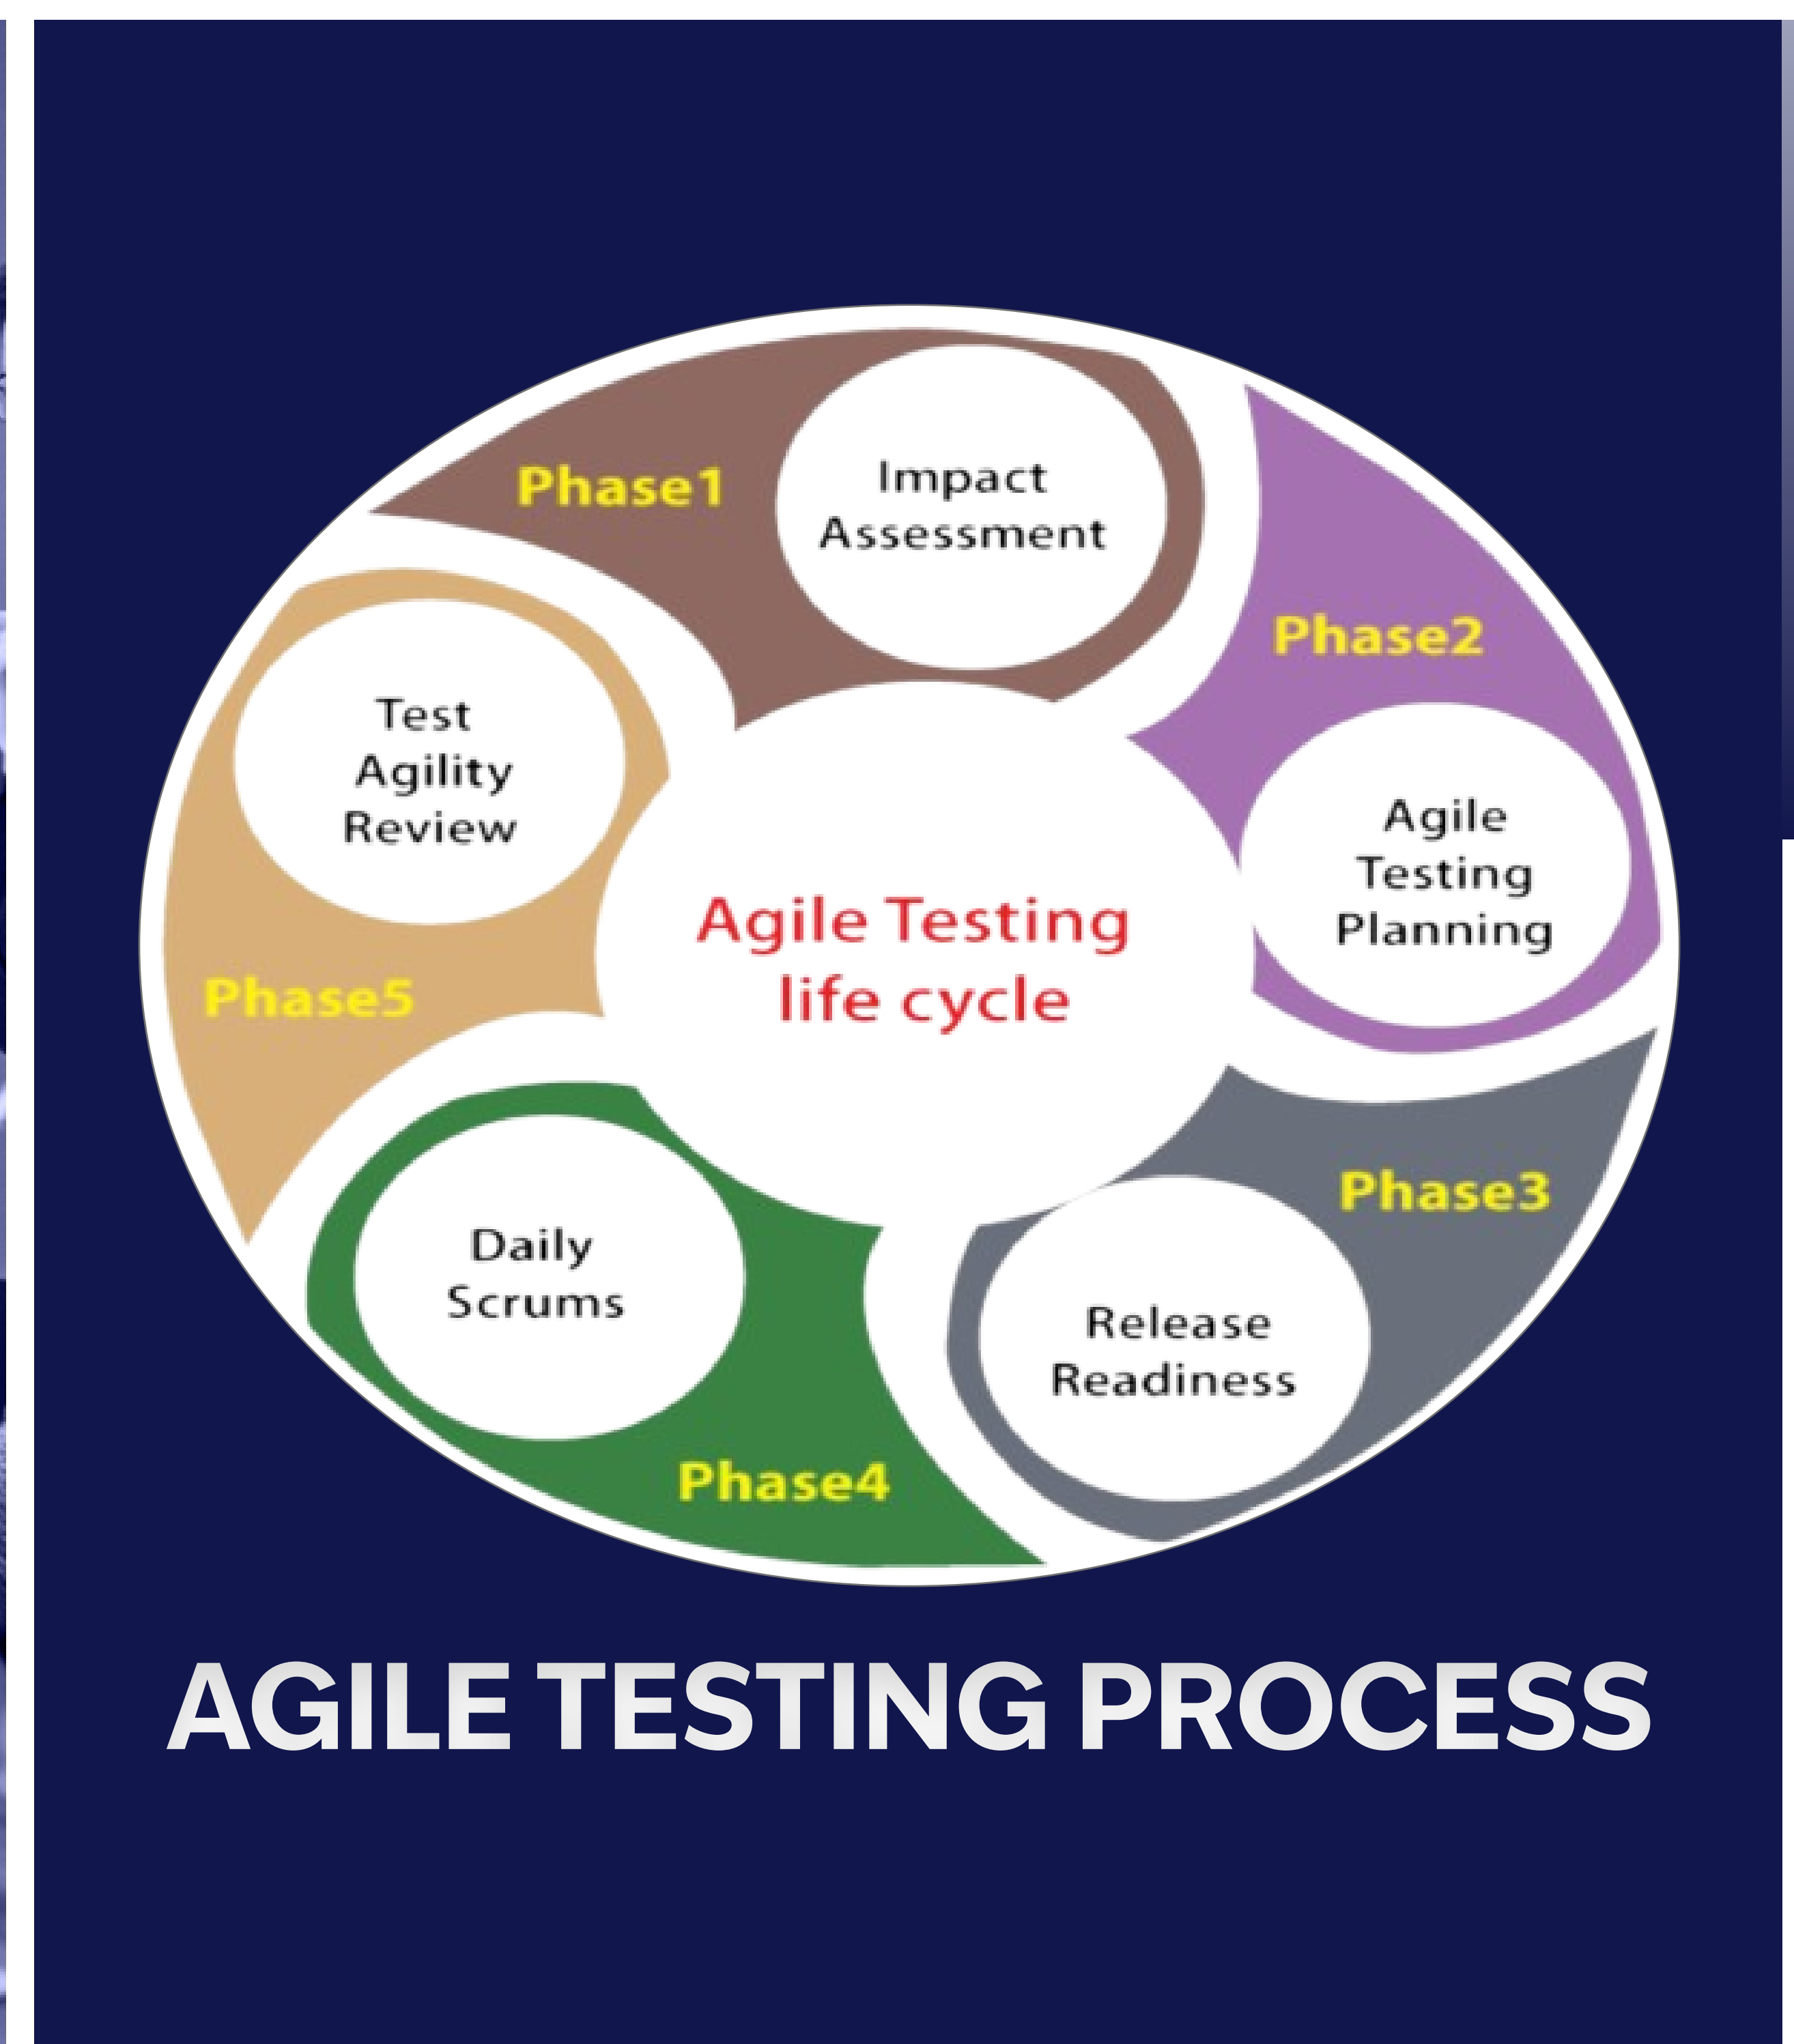 Phase1
Impact
Assessment
Phase2
Agile
Testing
Planning
Phase3
Release
Readiness
Phase4
Daily
Scrums
Phase5
Test
Agility
Review
Agile Testing
life cycle
AGILE TESTING PROCESS